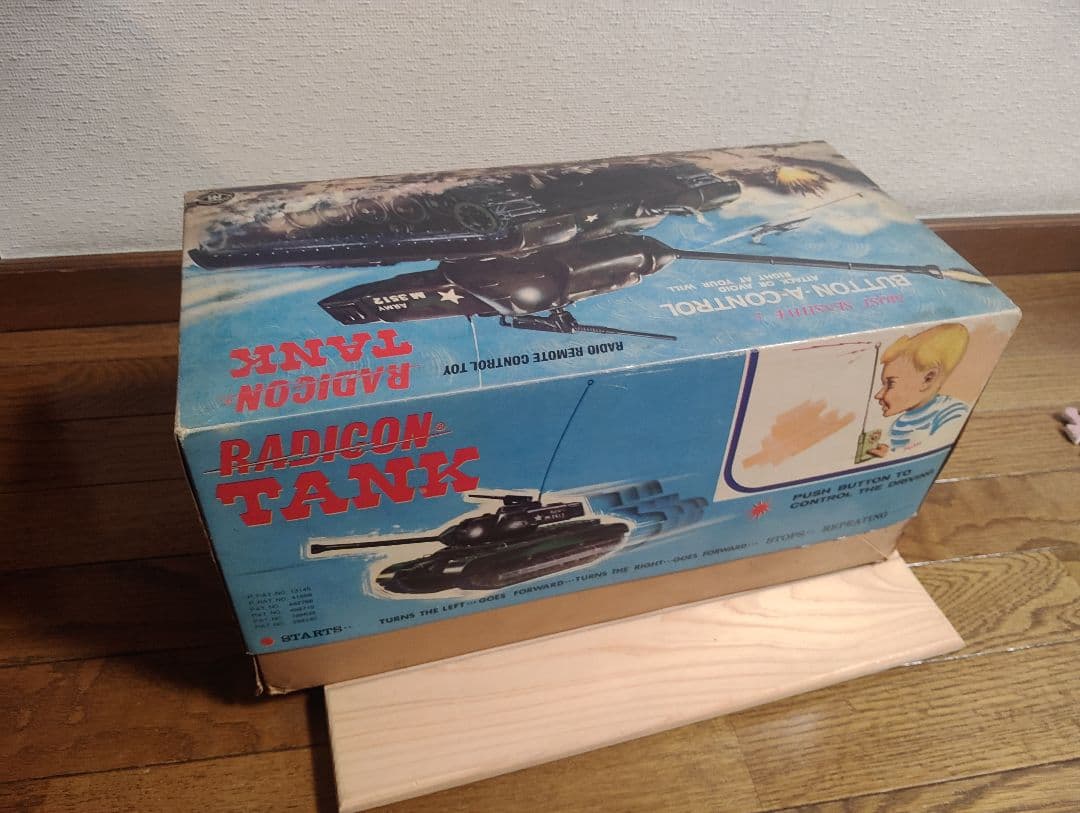 MOST SENSITIVE!
BUTTON-A-CONTROL
ATTACK OR AVOID
RIGHT AT YOUR WILL
ARMY
M-3512
RADICON®
TANK
RADIO REMOTE CONTROL TOY
RADICON®
TANK
PUSH BUTTON TO
CONTROL THE DRIVING
STARTS·· TURNS THE LEFT··GOES FORWARD···TURNS THE RIGHT···GOES FORWARD··· STOPS·· REPEATING